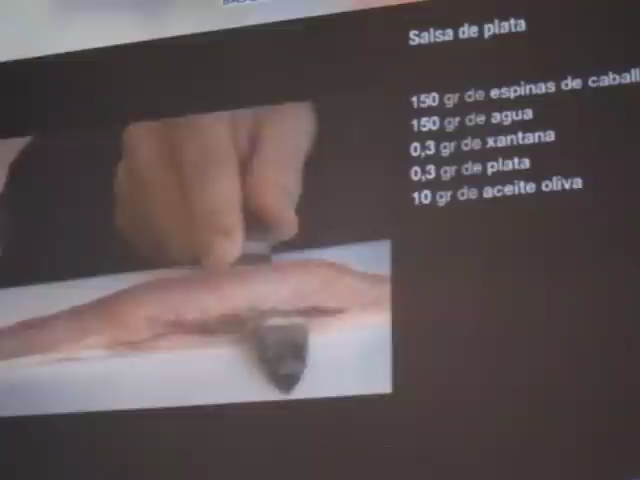 Salsa de plata
150 gr de espinas de caball
150 gr de agua
0,3 gr de xantana
0,3 gr de plata
10 gr de aceite oliva